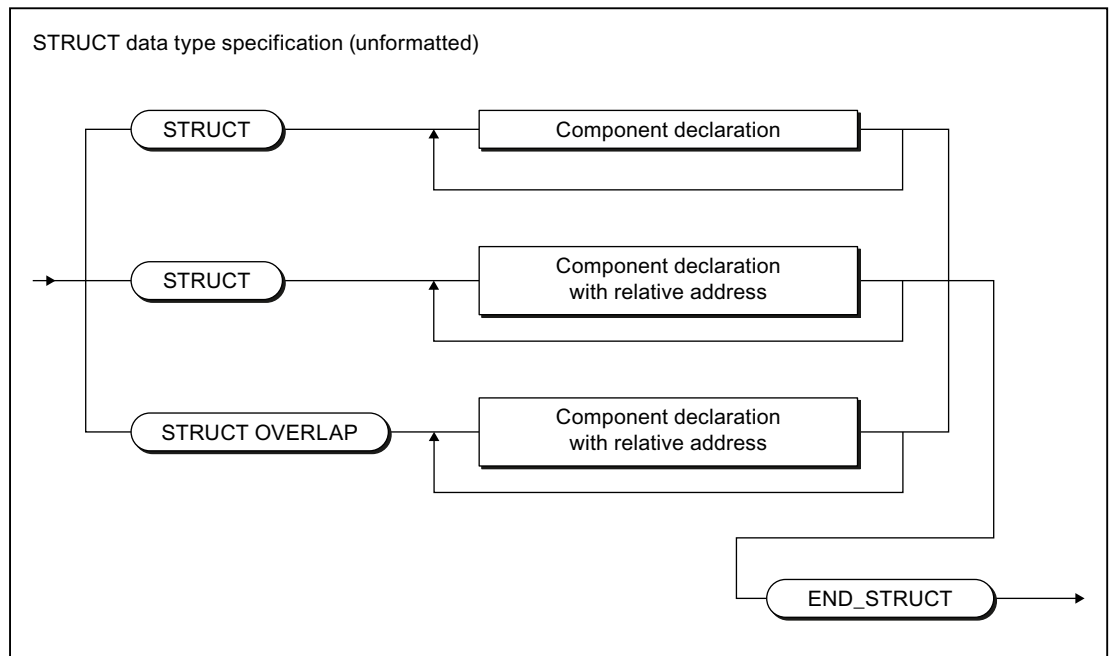 STRUCT data type specification (unformatted)
STRUCT
Component declaration
STRUCT
Component declaration
with relative address
STRUCT OVERLAP
Component declaration
with relative address
END_STRUCT